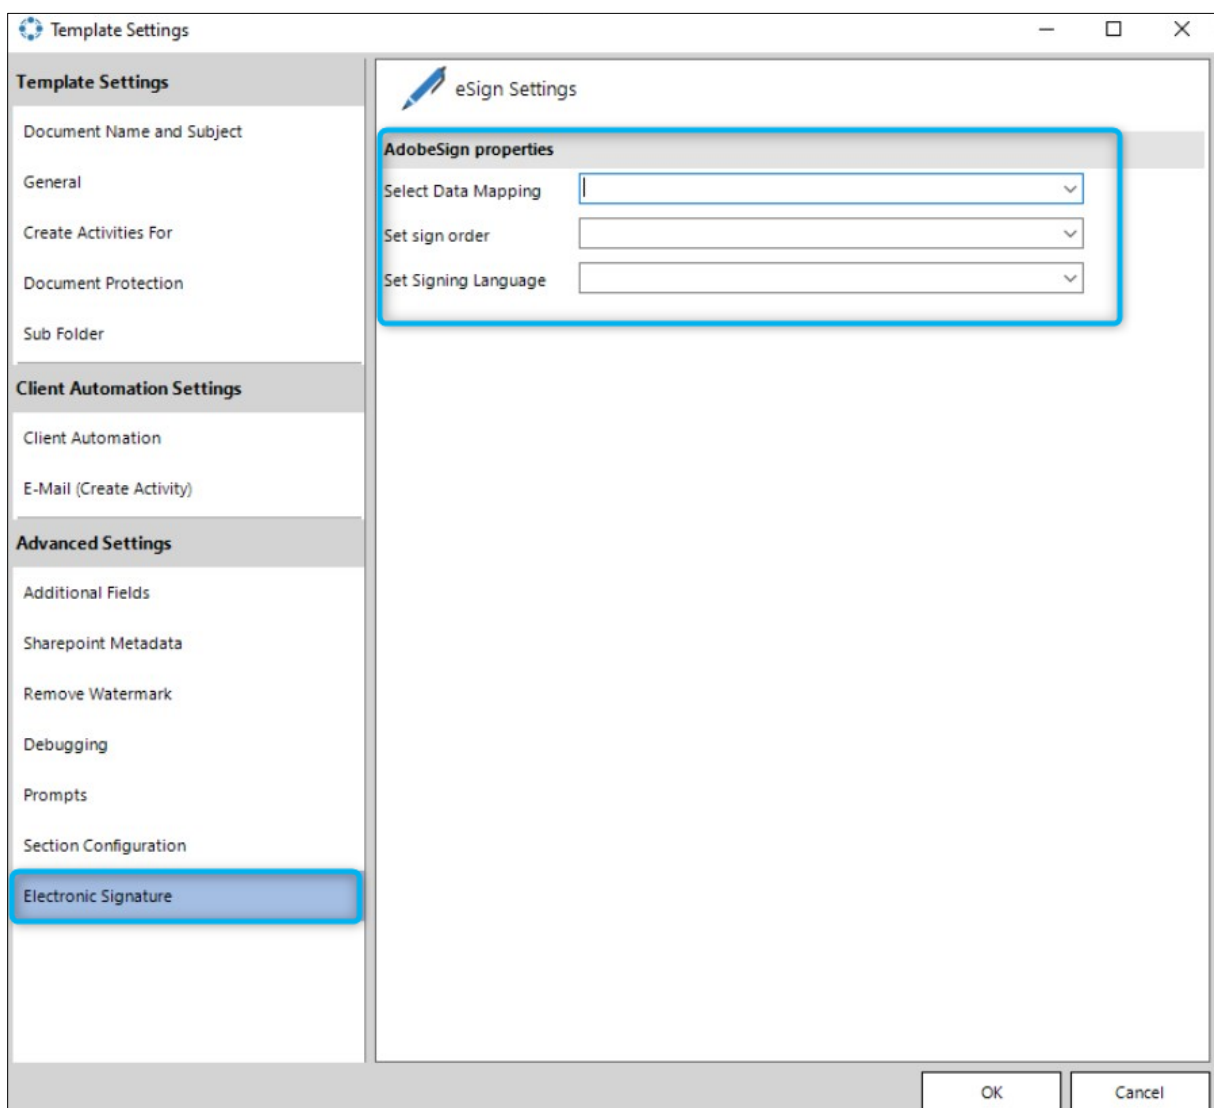 Template Settings
Template Settings
Document Name and Subject
General
Create Activities For
Document Protection
Sub Folder
Client Automation Settings
Client Automation
E-Mail (Create Activity)
Advanced Settings
Additional Fields
Sharepoint Metadata
Remove Watermark
Debugging
Prompts
Section Configuration
Electronic Signature
eSign Settings
AdobeSign properties
Select Data Mapping
Set sign order
Set Signing Language
OK
Cancel